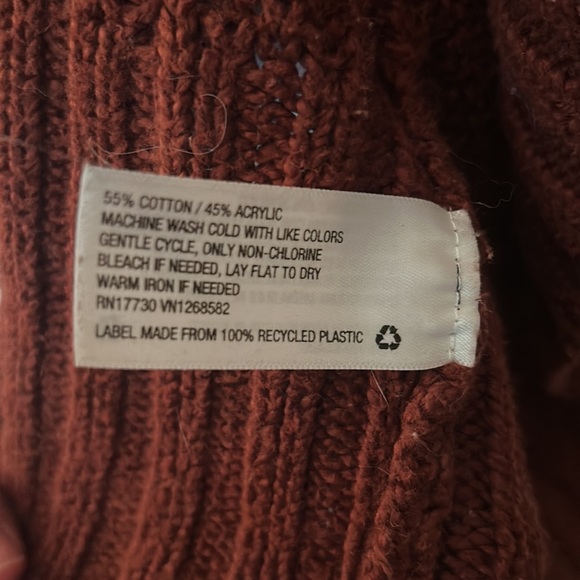 55% COTTON / 45% ACRYLIC
MACHINE WASH COLD WITH LIKE COLORS
GENTLE CYCLE, ONLY NON-CHLORINE
BLEACH IF NEEDED, LAY FLAT TO DRY
WARM IRON IF NEEDED
RN17730 VN1268582
LABEL MADE FROM 100% RECYCLED PLASTIC